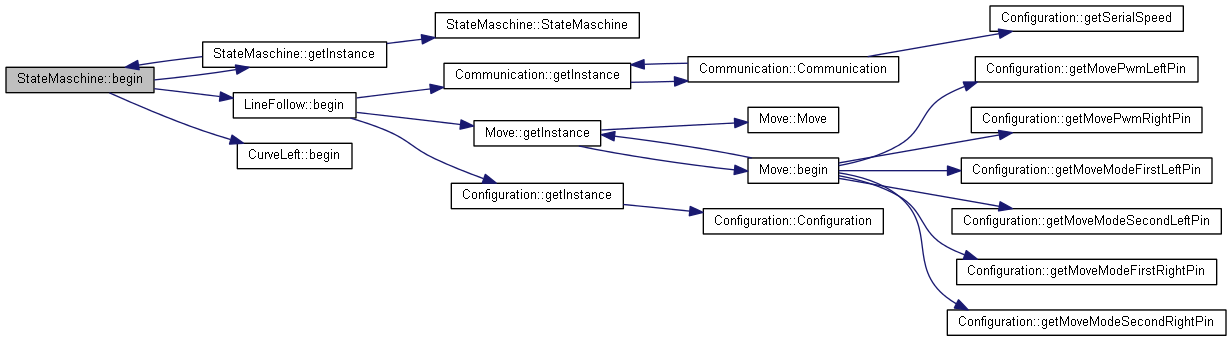 StateMaschine::begin
StateMaschine::getInstance
StateMaschine::StateMaschine
LineFollow::begin
CurveLeft::begin
Communication::getInstance
Communication::Communication
Configuration::getSerialSpeed
Move::getInstance
Move::Move
Move::begin
Configuration::getInstance
Configuration::Configuration
Configuration::getMovePwmLeftPin
Configuration::getMovePwmRightPin
Configuration::getMoveModeFirstLeftPin
Configuration::getMoveModeSecondLeftPin
Configuration::getMoveModeFirstRightPin
Configuration::getMoveModeSecondRightPin